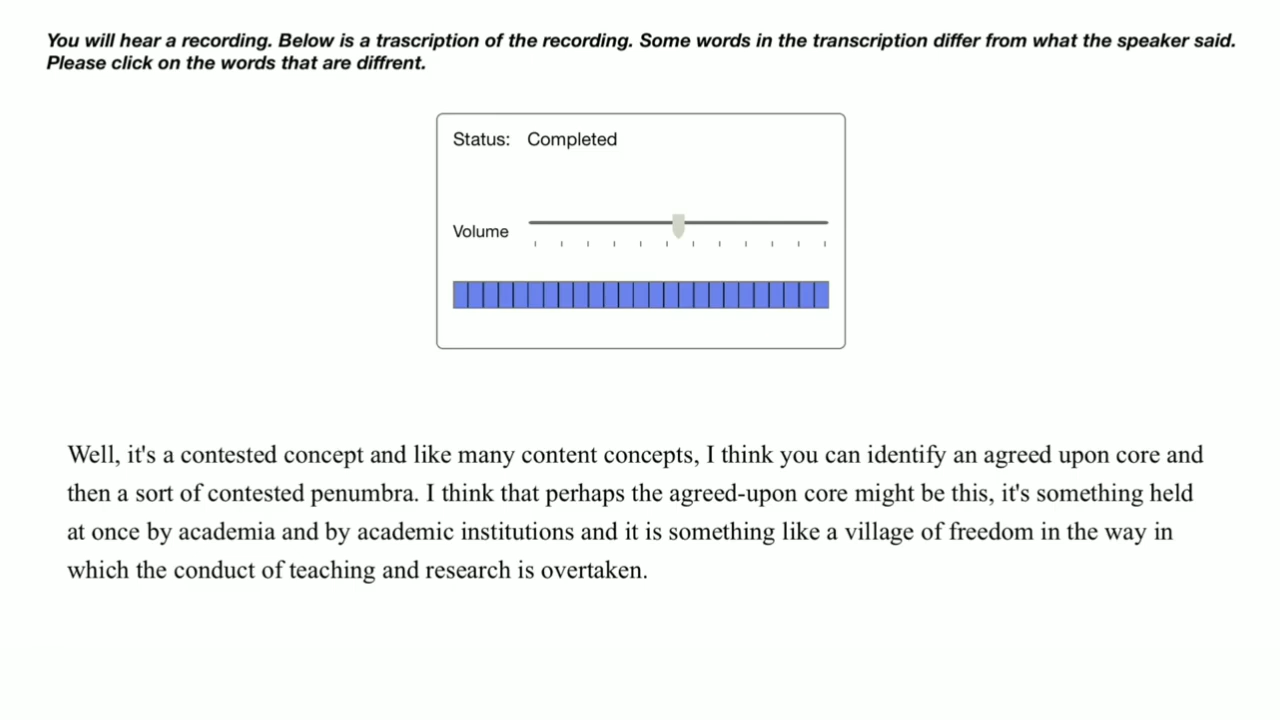 You will hear a recording. Below is a trascription of the recording. Some words in the transcription differ from what the speaker said.
Please click on the words that are diffrent.
Status: Completed
Volume
Well, it's a contested concept and like many content concepts, I think you can identify an agreed upon core and
then a sort of contested penumbra. I think that perhaps the agreed-upon core might be this, it's something held
at once by academia and by academic institutions and it is something like a village of freedom in the way in
which the conduct of teaching and research is overtaken.